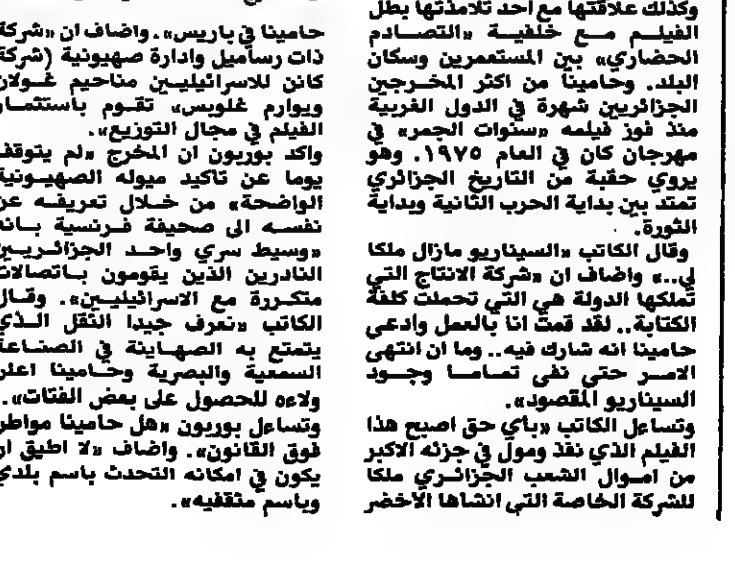 وكذلك علاقتها مع احد تلامذتها بطل
الفيلم مع خلفية «التصادم
الحضاري» بين المستعمرين وسكان
البلد. وحامينا من اكثر المخرجين
الجزائريين شهرة في الدول الغربية
منذ فوز فيلمه «سنوات الجمر» في
مهرجان كان في العام ١٩٧٥. وهو
يروي حقبة من التاريخ الجزائري
تمتد بين بداية الحرب الثانية وبداية
الثورة.
وقال الكاتب «السيناريو مازال ملكا
لي..» واضاف ان «شركة الانتاج التي
تملكها الدولة هي التي تحملت كلفة
الكتابة.. لقد قمت انا بالعمل وادعى
حامينا انه شارك فيه.. وما ان انتهى
الامر حتى نفى تماما وجود
السيناريو المقصود».
وتساءل الكاتب «بأي حق اصبح هذا
الفيلم الذي نفذ ومول في جزئه الاكبر
من اموال الشعب الجزائري ملكا
للشركة الخاصة التي انشاها الاخضر
حامينا في باريس». واضاف ان «شركة
ذات رساميل وادارة صهيونية (شركة
كانن للاسرائيليين مناحيم غولان
ويوارم غلوبس» تقوم باستثمار
الفيلم في مجال التوزيع».
واكد بوربون ان المخرج «لم يتوقف
يوما عن تاكيد ميوله الصهيونية
الواضحة» من خلال تعريفه عن
نفسه الى صحيفة فرنسية بانه
«وسيط سري واحد الجزائريين
النادرين الذين يقومون باتصالات
متكررة مع الاسرائيليين». وقال
الكاتب «نعرف جيدا الثقل الذي
يتمتع به الصهاينة في الصناعة
السمعية والبصرية وحامينا اعلن
ولاءه للحصول على بعض الفتات».
وتساءل بوربون «هل حامينا مواطن
فوق القانون». واضاف «لا اطيق ان
يكون في امكانه التحدث باسم بلدي
وباسم مثقفيه».